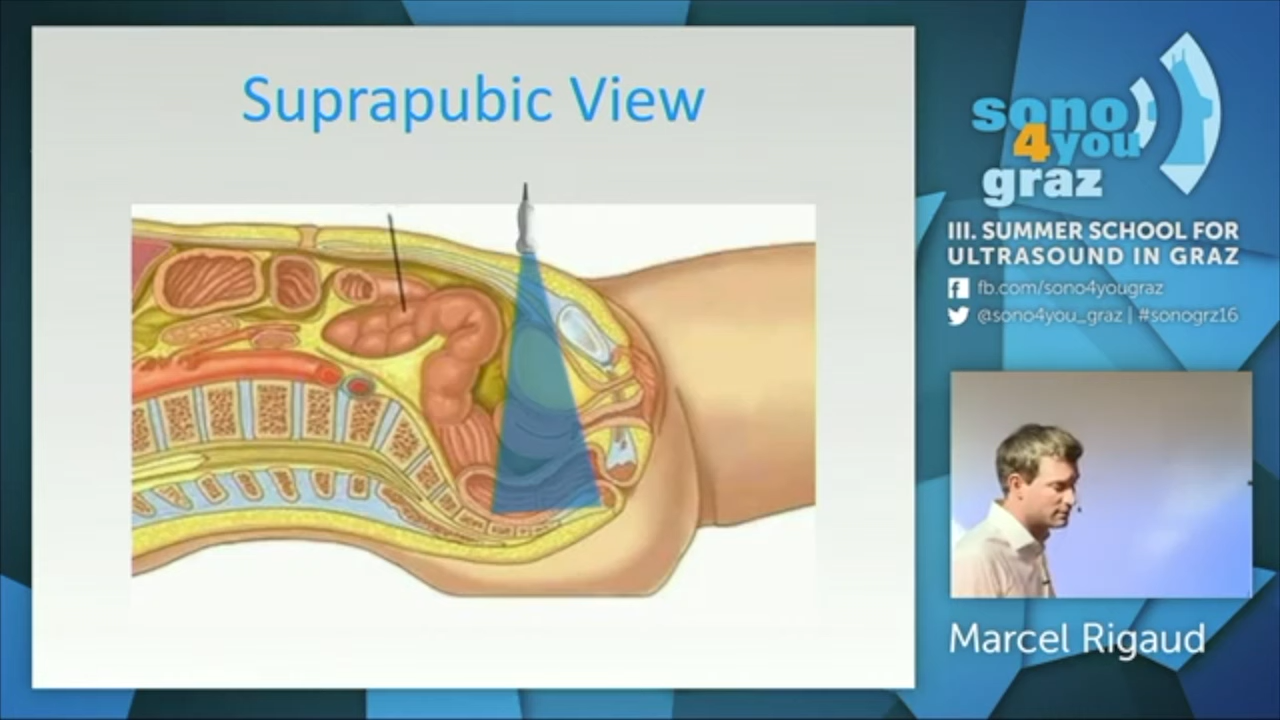 Suprapubic View
sono
4you
graz
III. SUMMER SCHOOL FOR
ULTRASOUND IN GRAZ
fb.com/sono4yougraz
@sono4you_graz | #sonogrz16
Marcel Rigaud